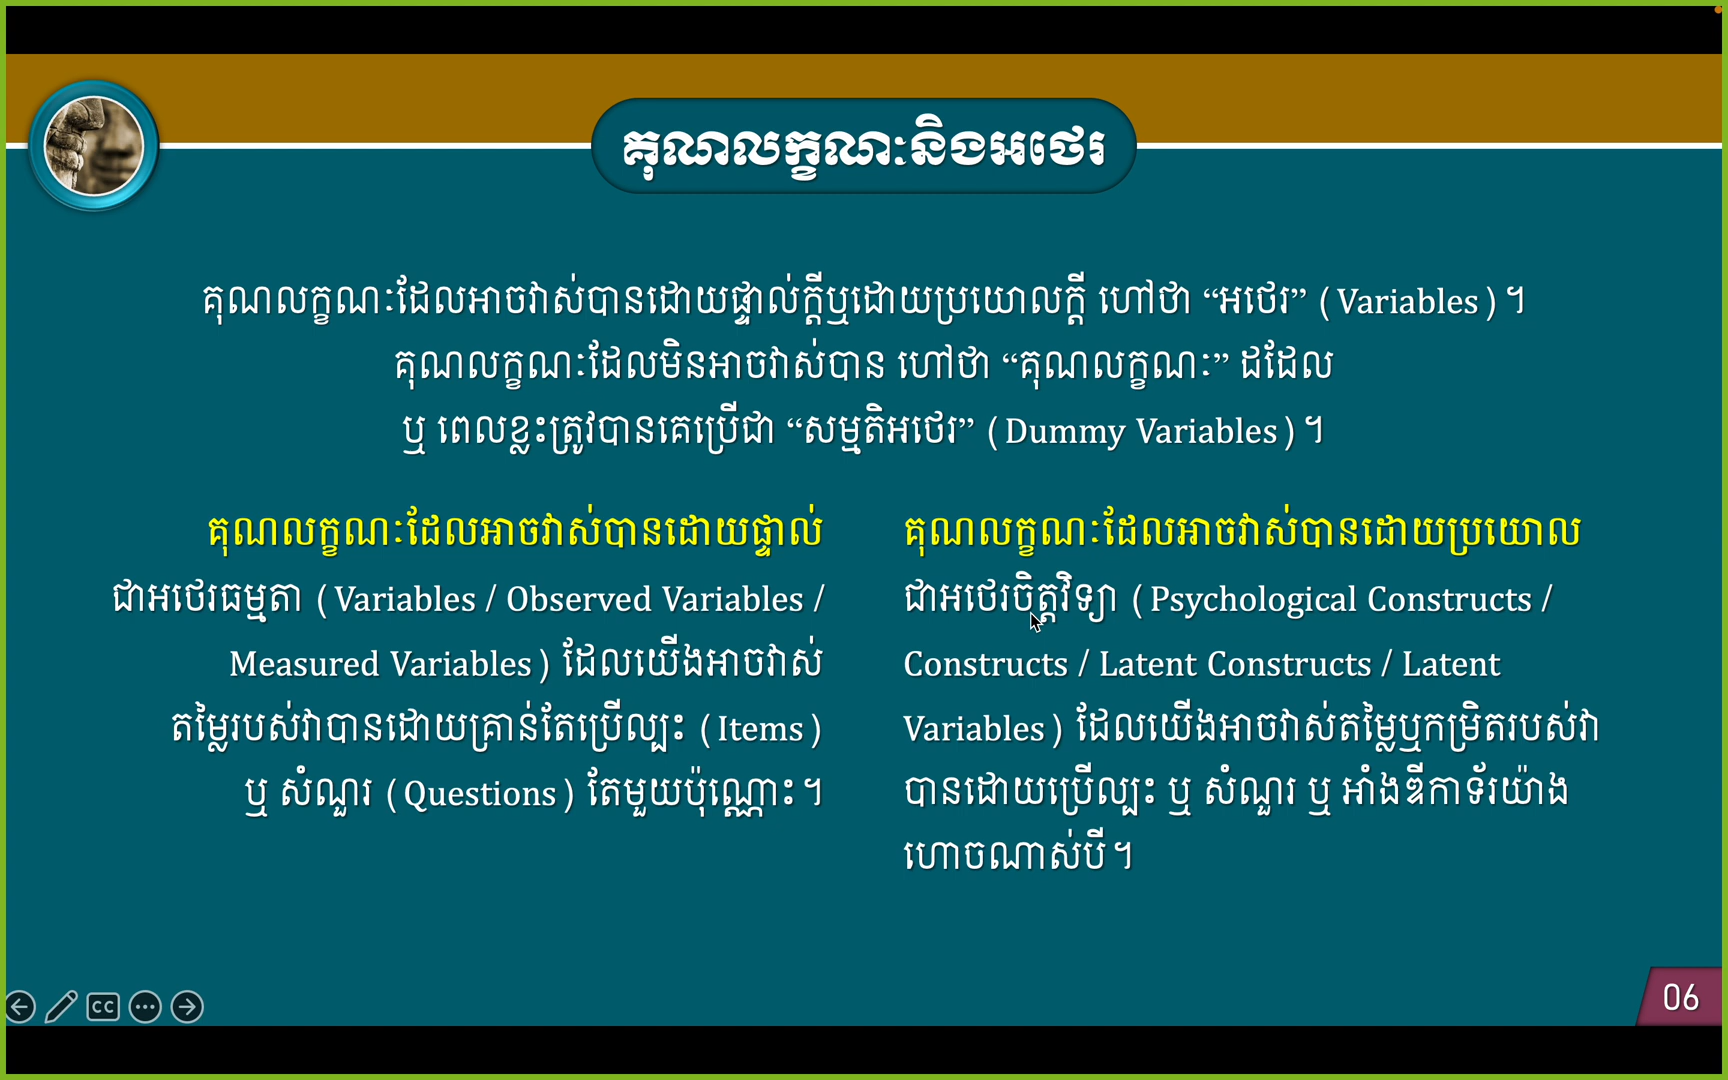 គុណលក្ខណៈនិងអថេរ
គុណលក្ខណៈដែលអាចវាស់បានដោយផ្ទាល់ក្តីឬដោយប្រយោលក្តី ហៅថា “អថេរ” (Variables)។
គុណលក្ខណៈដែលមិនអាចវាស់បាន ហៅថា “គុណលក្ខណៈ” ដដែល
ឬ ពេលខ្លះត្រូវបានគេប្រើជា “សម្មតិអថេរ” (Dummy Variables)។
គុណលក្ខណៈដែលអាចវាស់បានដោយផ្ទាល់
ជាអថេរធម្មតា (Variables / Observed Variables /
Measured Variables) ដែលយើងអាចវាស់
តម្លៃរបស់វាបានដោយគ្រាន់តែប្រើល្បះ (Items)
ឬ សំណួរ (Questions) តែមួយប៉ុណ្ណោះ។
គុណលក្ខណៈដែលអាចវាស់បានដោយប្រយោល
ជាអថេរចិត្តវិទ្យា (Psychological Constructs /
Constructs / Latent Constructs / Latent
Variables) ដែលយើងអាចវាស់តម្លៃឬកម្រិតរបស់វា
បានដោយប្រើល្បះ ឬ សំណួរ ឬ អាំងឌីកាទ័រយ៉ាង
ហោចណាស់បី។
CC
06